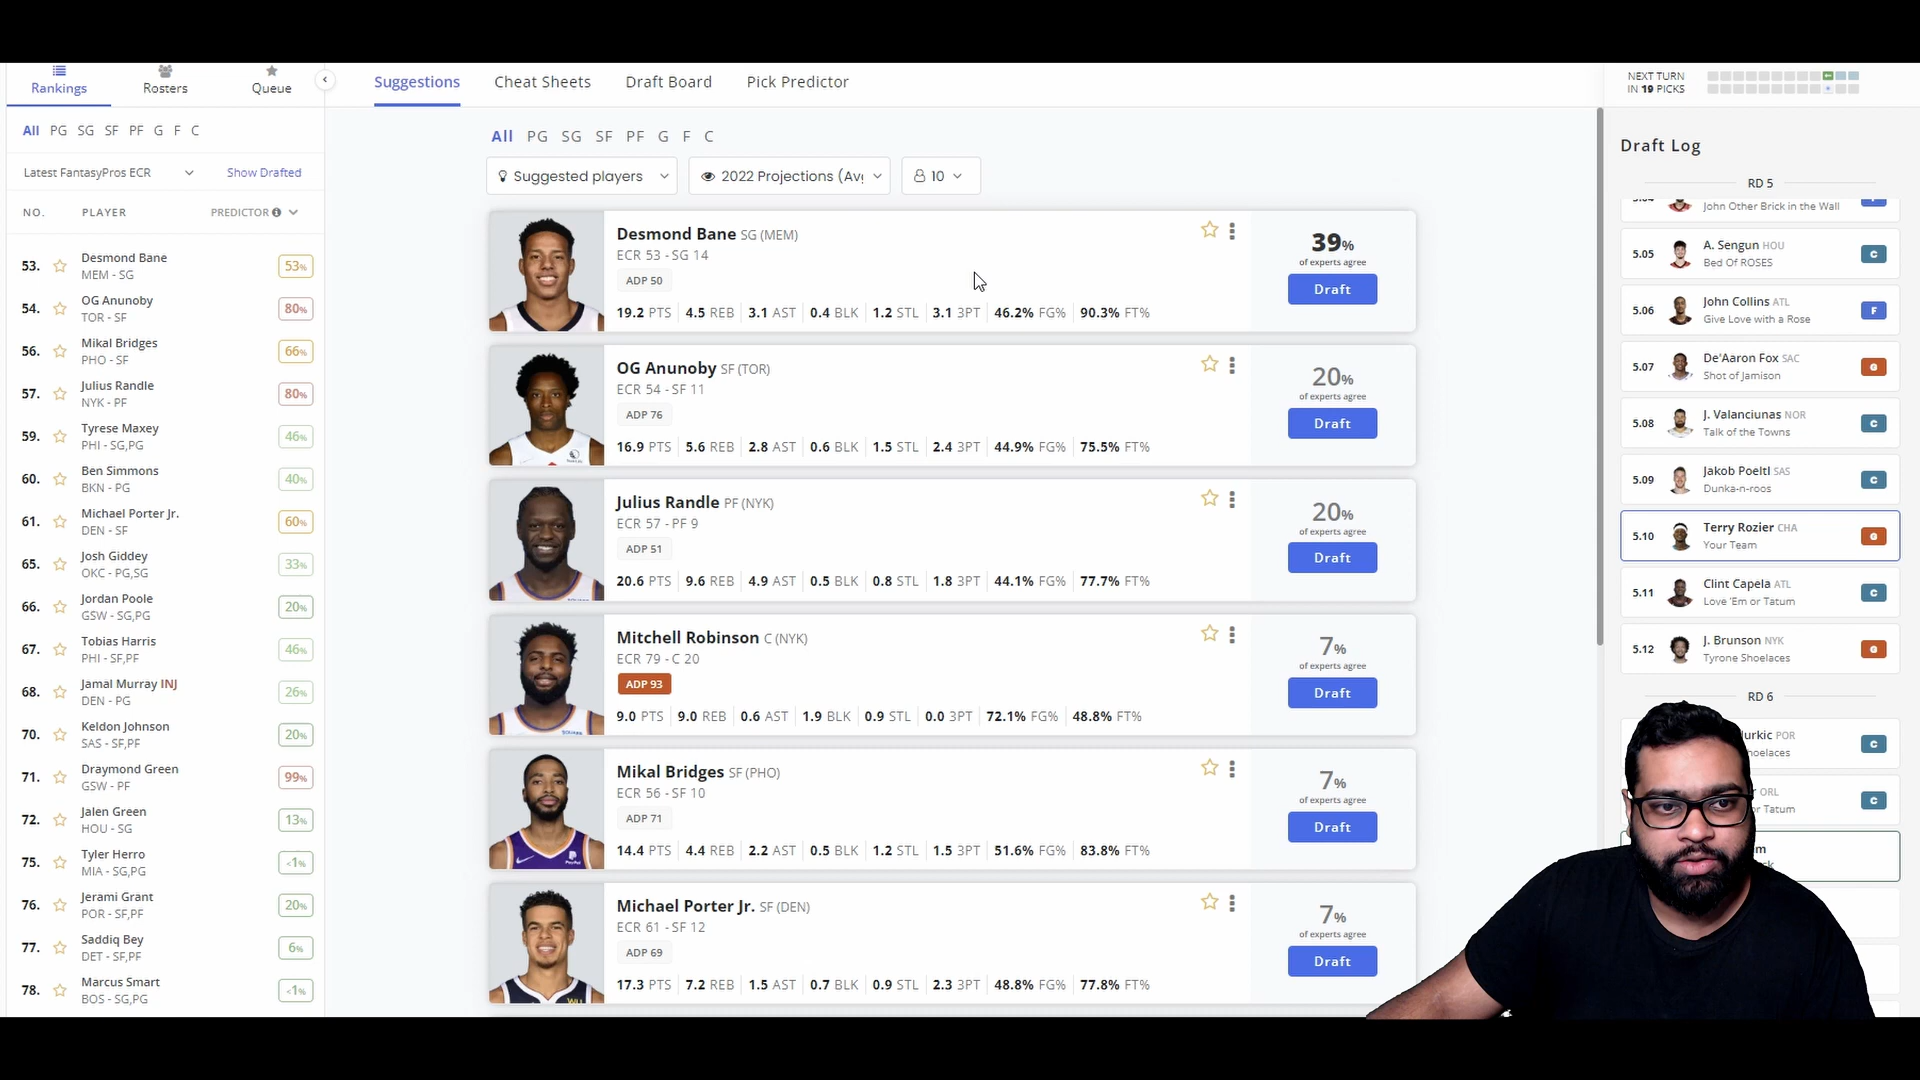 Rankings
Rosters
Queue
All PG SG SF PF G F C
Latest FantasyPros ECR
Show Drafted
NO. PLAYER PREDICTOR
53. Desmond Bane 53%
MEM - SG
54. OG Anunoby 80%
TOR - SF
56. Mikal Bridges 66%
PHO - SF
57. Julius Randle 80%
NYK - PF
59. Tyrese Maxey 46%
PHI - SG,PG
60. Ben Simmons 40%
BKN - PG
61. Michael Porter Jr. 60%
DEN - SF
65. Josh Giddey 33%
OKC - PG,SG
66. Jordan Poole 20%
GSW - SG,PG
67. Tobias Harris 46%
PHI - SF,PF
68. Jamal Murray INJ 26%
DEN - PG
70. Keldon Johnson 20%
SAS - SF,PF
71. Draymond Green 99%
GSW - PF
72. Jalen Green 13%
HOU - SG
75. Tyler Herro <1%
MIA - SG,PG
76. Jerami Grant 20%
POR - SF,PF
77. Saddiq Bey 6%
DET - SF,PF
78. Marcus Smart <1%
BOS - SG,PG
Suggestions
Cheat Sheets
Draft Board
Pick Predictor
All PG SG SF PF G F C
Suggested players
2022 Projections (Avg
10
Desmond Bane SG (MEM)
ECR 53 - SG 14
ADP 50
19.2 PTS 4.5 REB 3.1 AST 0.4 BLK 1.2 STL 3.1 3PT 46.2% FG% 90.3% FT%
39%
of experts agree
Draft
OG Anunoby SF (TOR)
ECR 54 - SF 11
ADP 76
16.9 PTS 5.6 REB 2.8 AST 0.6 BLK 1.5 STL 2.4 3PT 44.9% FG% 75.5% FT%
20%
of experts agree
Draft
Julius Randle PF (NYK)
ECR 57 - PF 9
ADP 51
20.6 PTS 9.6 REB 4.9 AST 0.5 BLK 0.8 STL 1.8 3PT 44.1% FG% 77.7% FT%
20%
of experts agree
Draft
Mitchell Robinson C (NYK)
ECR 79 - C 20
ADP 93
9.0 PTS 9.0 REB 0.6 AST 1.9 BLK 0.9 STL 0.0 3PT 72.1% FG% 48.8% FT%
7%
of experts agree
Draft
Mikal Bridges SF (PHO)
ECR 56 - SF 10
ADP 71
14.4 PTS 4.4 REB 2.2 AST 0.5 BLK 1.2 STL 1.5 3PT 51.6% FG% 83.8% FT%
7%
of experts agree
Draft
Michael Porter Jr. SF (DEN)
ECR 61 - SF 12
ADP 69
17.3 PTS 7.2 REB 1.5 AST 0.7 BLK 0.9 STL 2.3 3PT 48.8% FG% 77.8% FT%
7%
of experts agree
Draft
NEXT TURN
IN 19 PICKS
Draft Log
RD 5
John Other Brick in the Wall
5.05 A. Sengun HOU C
Bed Of ROSES
5.06 John Collins ATL F
Give Love with a Rose
5.07 De'Aaron Fox SAC G
Shot of Jamison
5.08 J. Valanciunas NOR C
Talk of the Towns
5.09 Jakob Poeltl SAS C
Dunka-n-roos
5.10 Terry Rozier CHA G
Your Team
5.11 Clint Capela ATL C
Love 'Em or Tatum
5.12 J. Brunson NYK G
Tyrone Shoelaces
RD 6
urkic POR C
hoelaces
ORL C
or Tatum